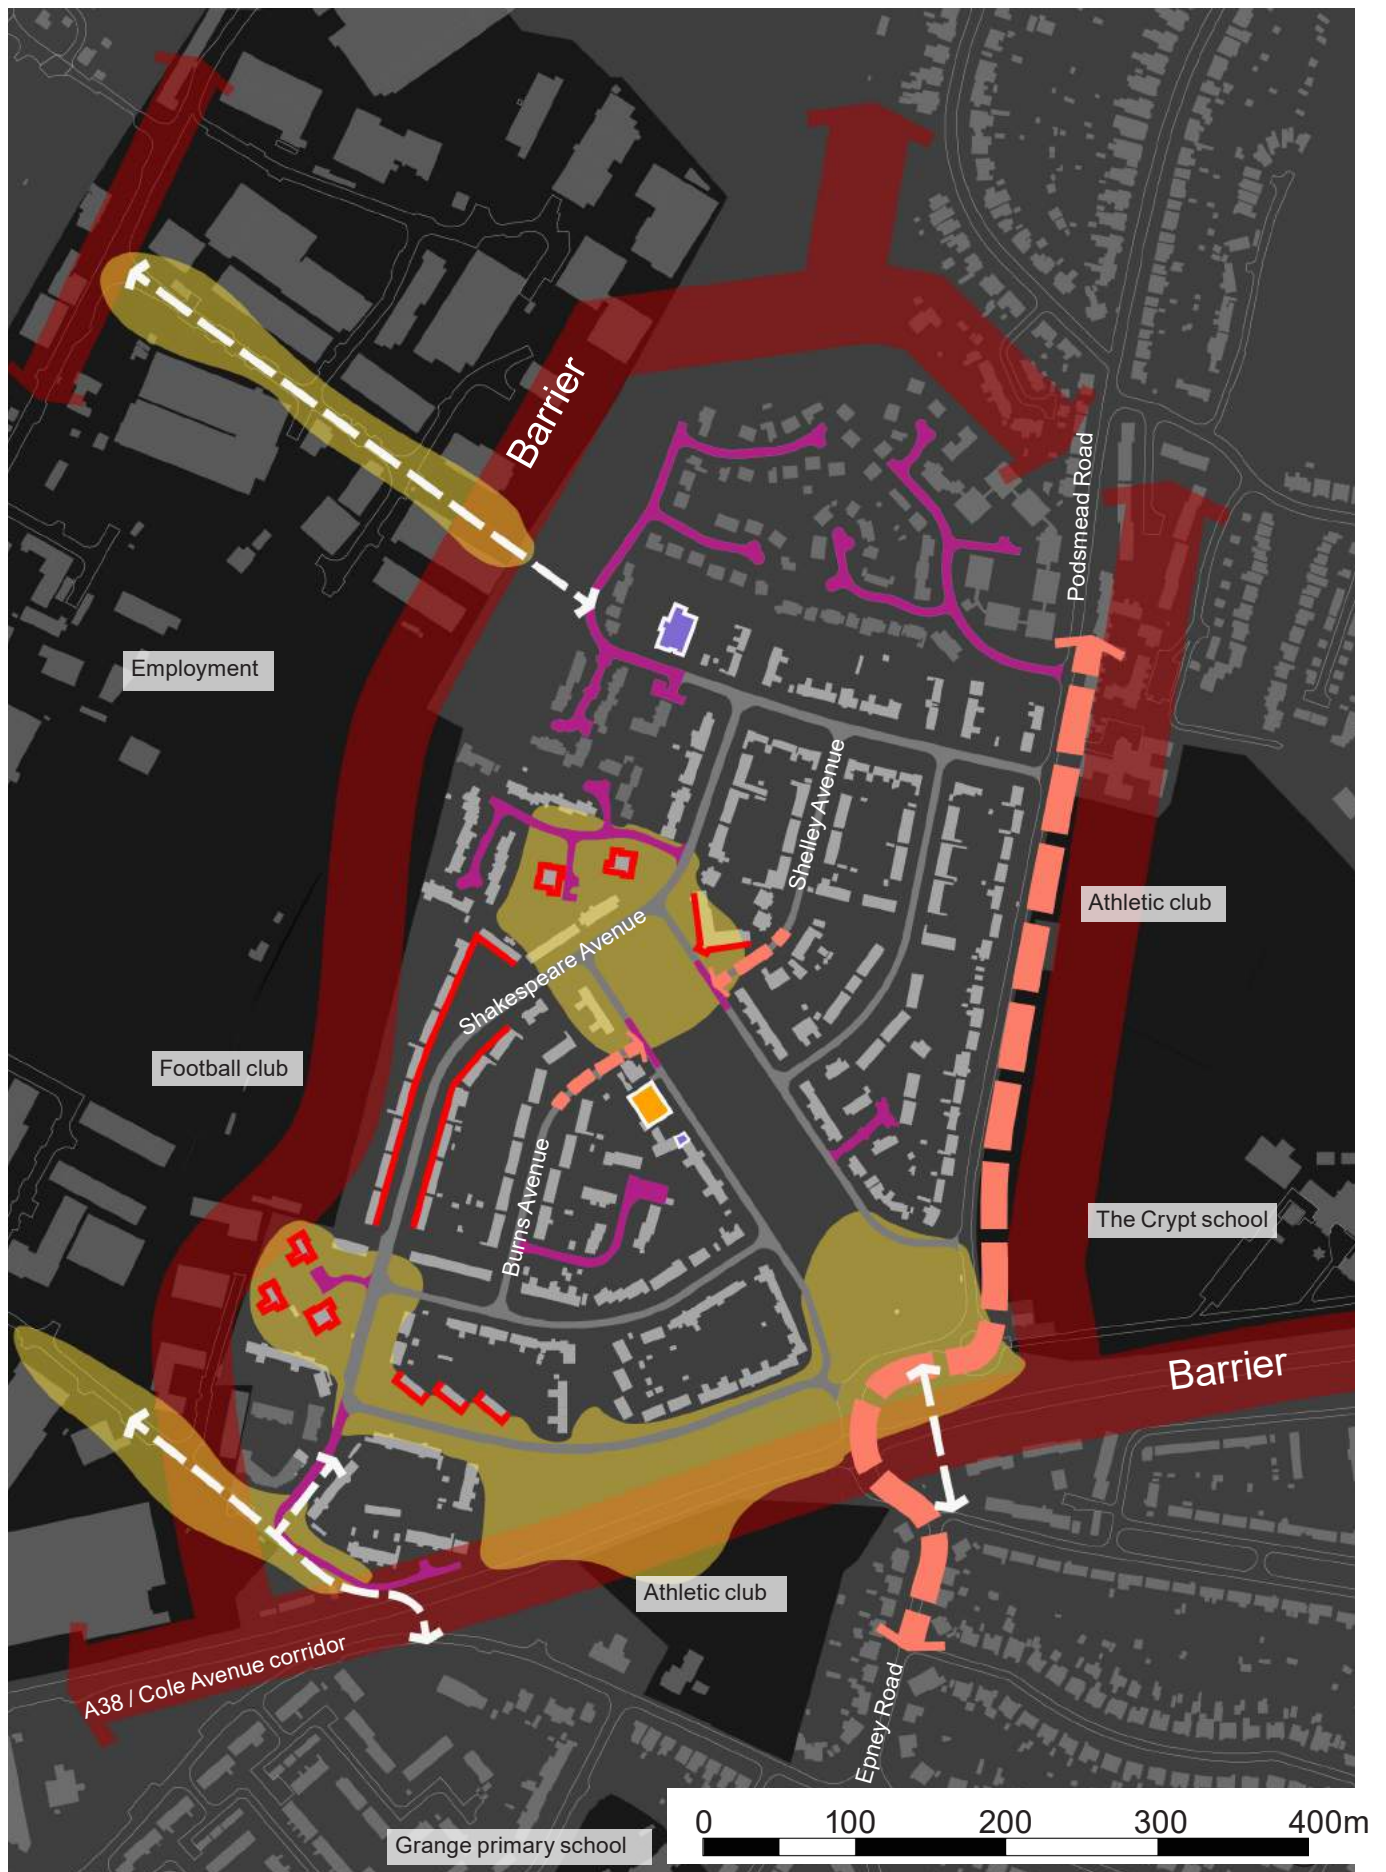 Barrier
Podsmead Road
Employment
Shelley Avenue
Athletic club
Shakespeare Avenue
Football club
Burns Avenue
The Crypt school
Barrier
Athletic club
A38 / Cole Avenue corridor
Epney Road
Grange primary school
0 100 200 300 400m